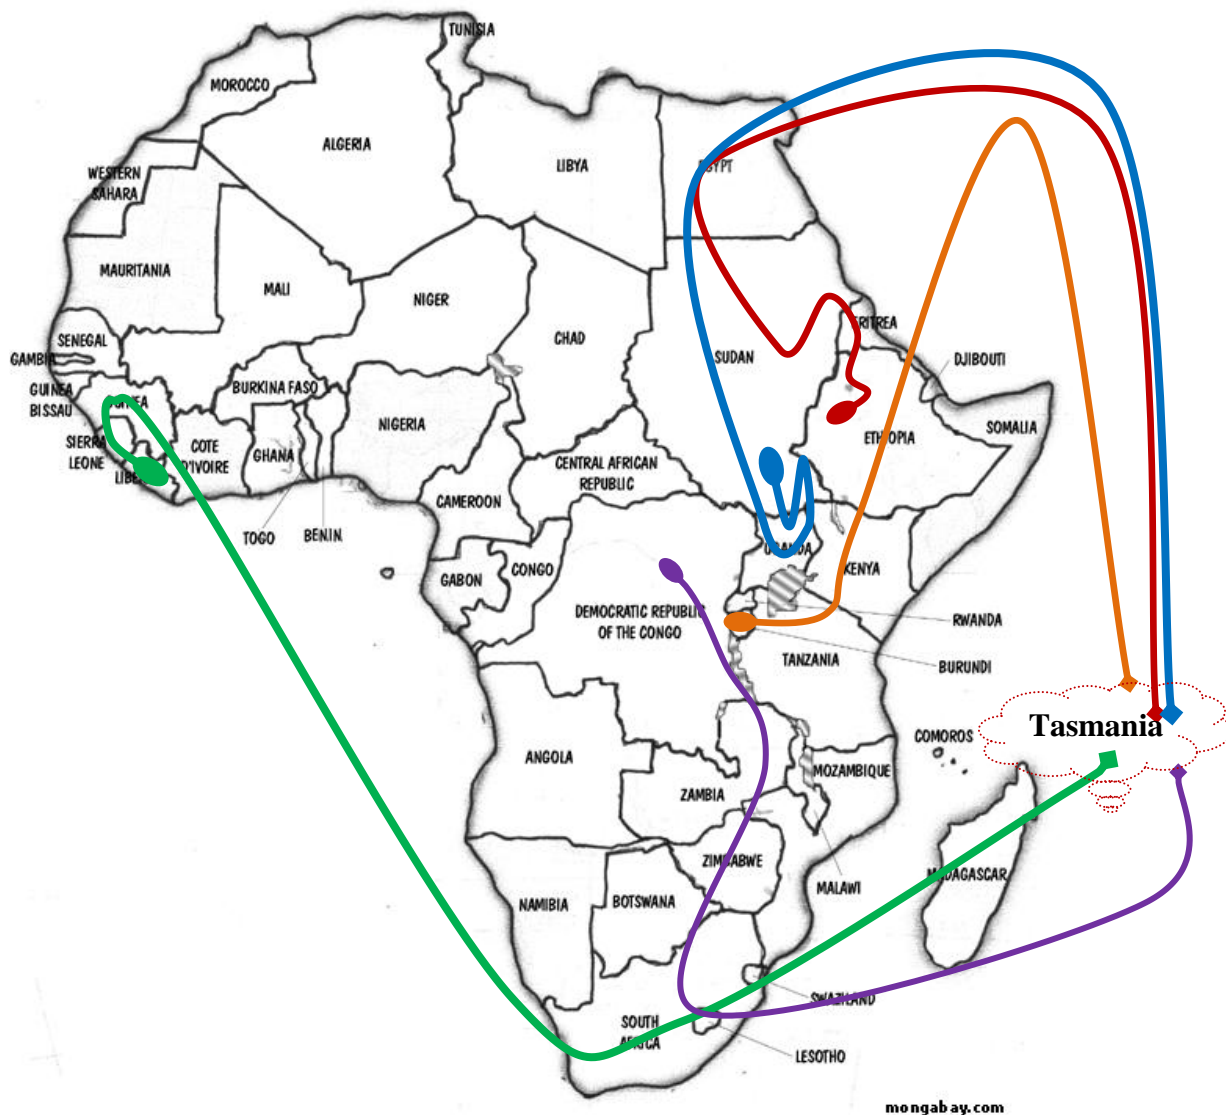 TUNISIA
MOROCCO
ALGERIA
LIBYA
EGYPT
WESTERN
SAHARA
MAURITANIA
MALI
NIGER
CHAD
SUDAN
ERITREA
DJIBOUTI
SENEGAL
GAMBIA
GUINEA
BISSAU
GUINEA
BURKINA FASO
NIGERIA
ETHIOPIA
SOMALIA
SIERRA
LEONE
LIBERIA
COTE
D'IVOIRE
GHANA
TOGO
BENIN
CAMEROON
CENTRAL AFRICAN
REPUBLIC
UGANDA
KENYA
GABON
CONGO
DEMOCRATIC REPUBLIC
OF THE CONGO
RWANDA
BURUNDI
TANZANIA
Tasmania
COMOROS
ANGOLA
ZAMBIA
MOZAMBIQUE
ZIMBABWE
MALAWI
MADAGASCAR
NAMIBIA
BOTSWANA
SWAZILAND
SOUTH
AFRICA
LESOTHO
mongabay.com